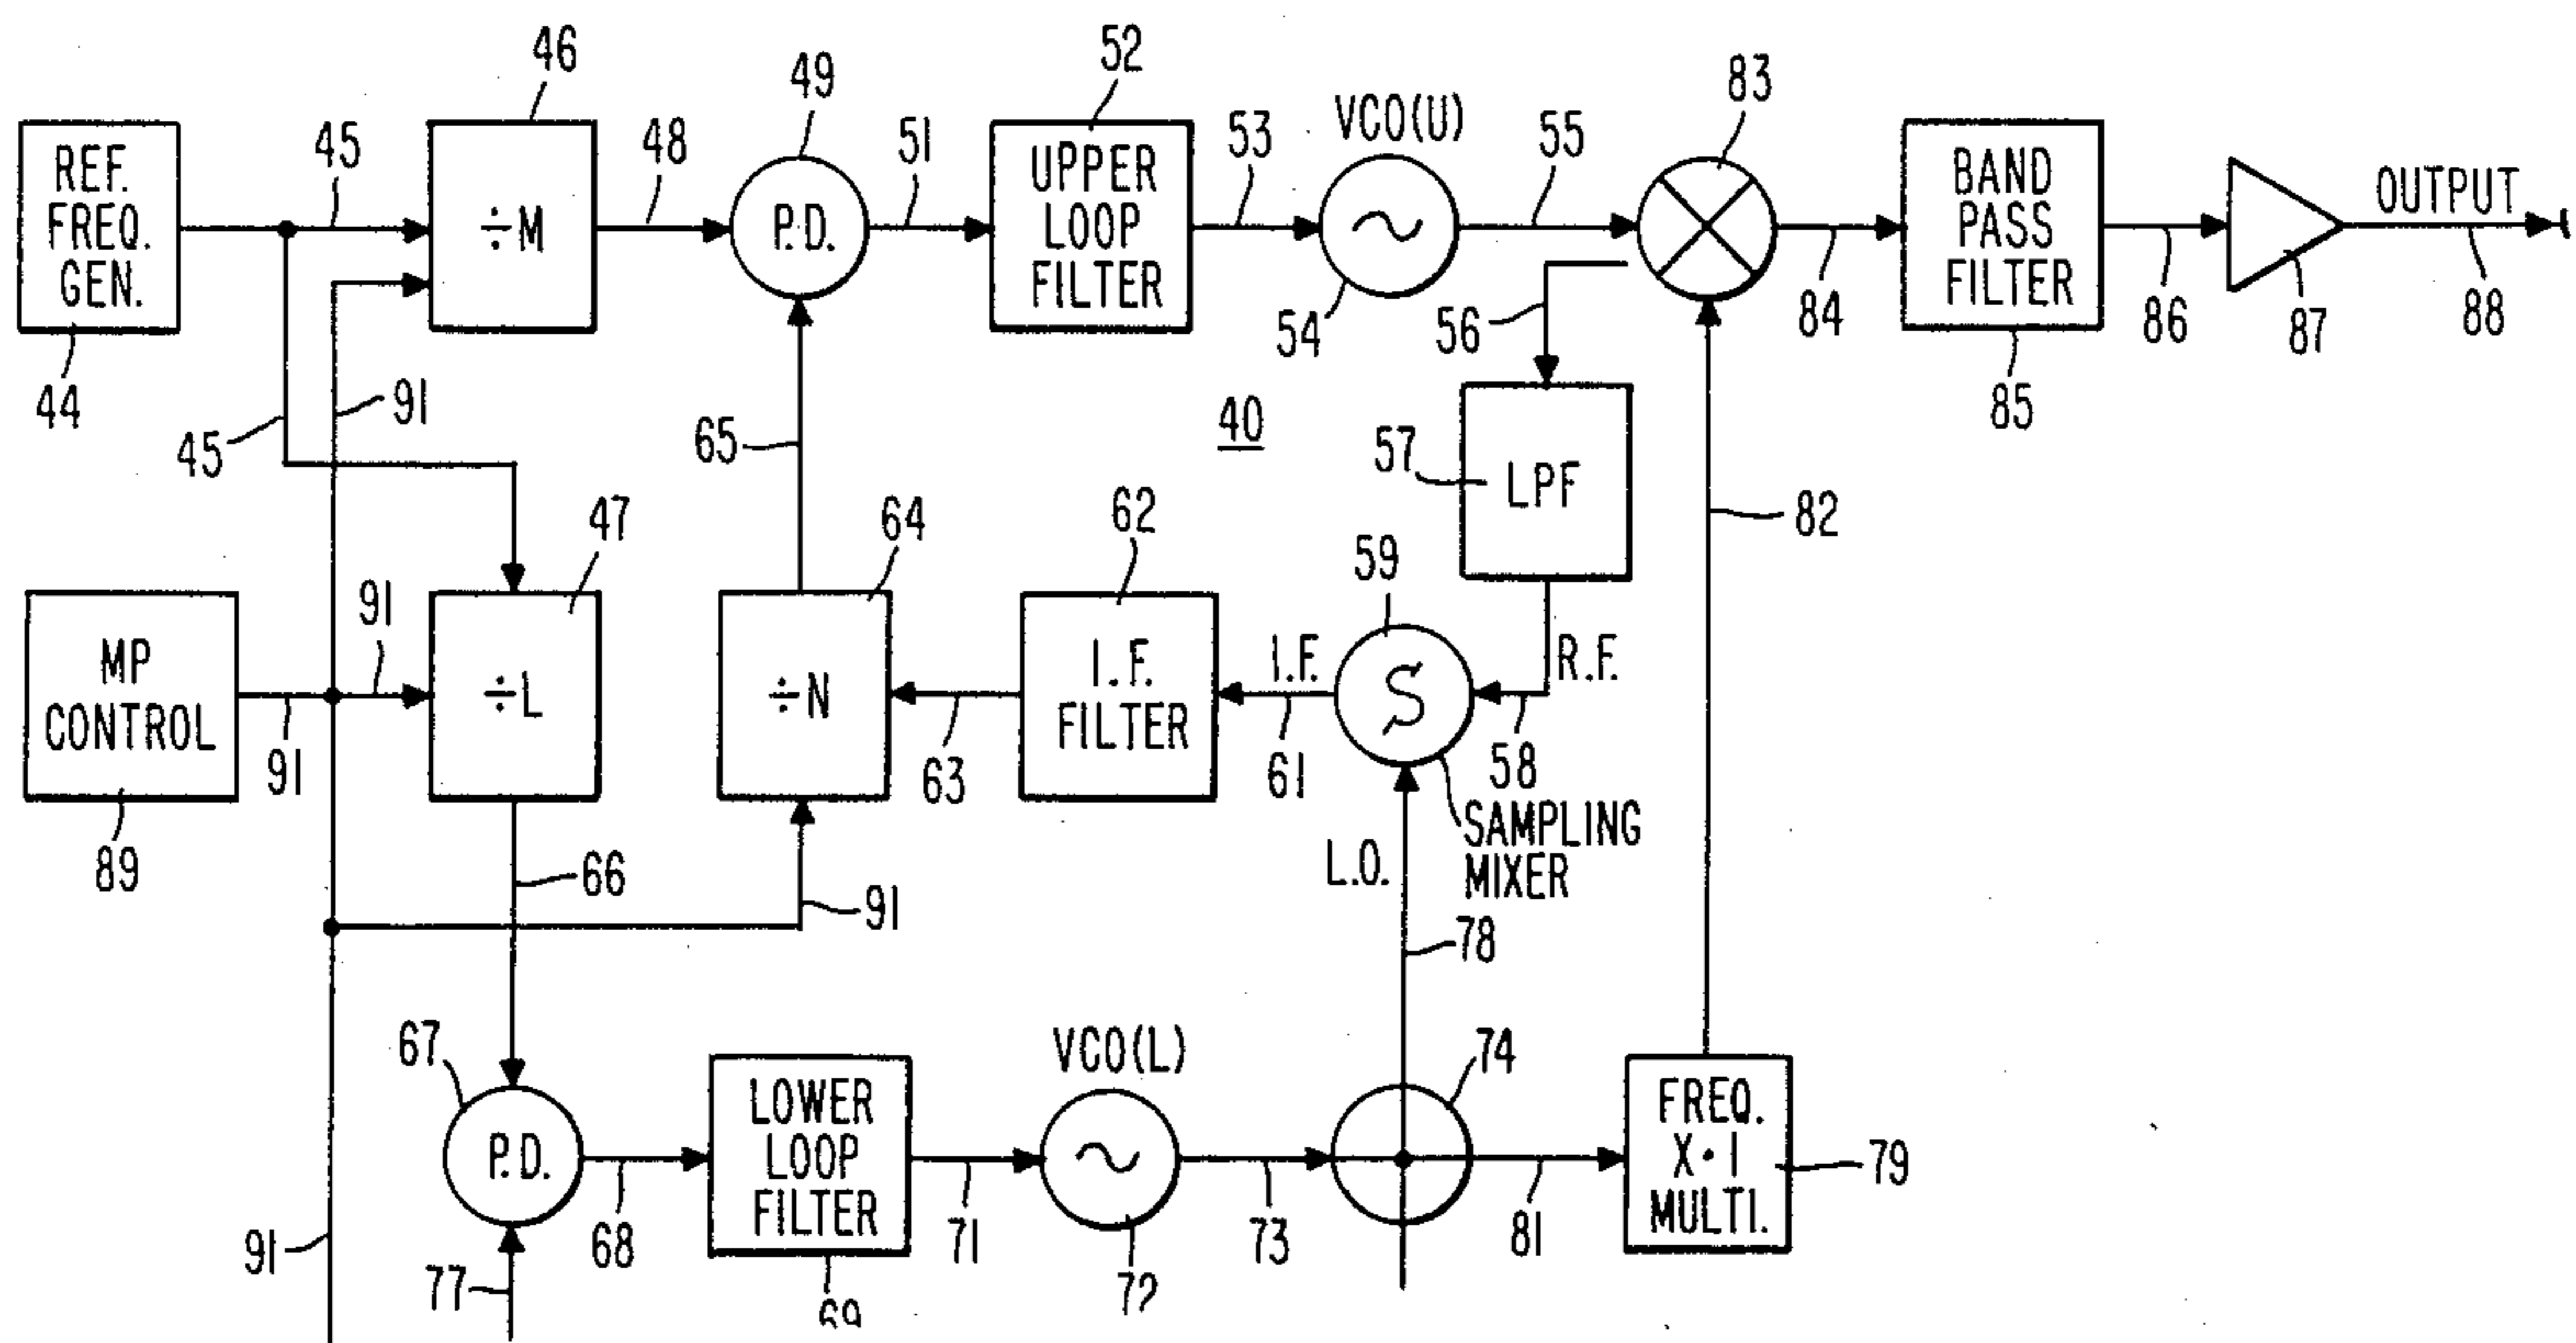 46
49
52
83
VCO(U)
45
48
51
53
55
REF.
FREQ.
GEN.
÷M
P.D.
UPPER
LOOP
FILTER
BAND
PASS
FILTER
OUTPUT
44
91
45
65
40
54
56
84
85
86
87
88
57
LPF
82
47
64
62
59
MP
CONTROL
91
91
÷L
÷N
63
I.F.
FILTER
I.F.
61
S
R.F.
58
SAMPLING
MIXER
89
66
91
L.O.
78
67
VCO(L)
74
P.D.
68
LOWER
LOOP
FILTER
71
73
81
FREQ.
X•I
MULTI.
79
91
77
69
72